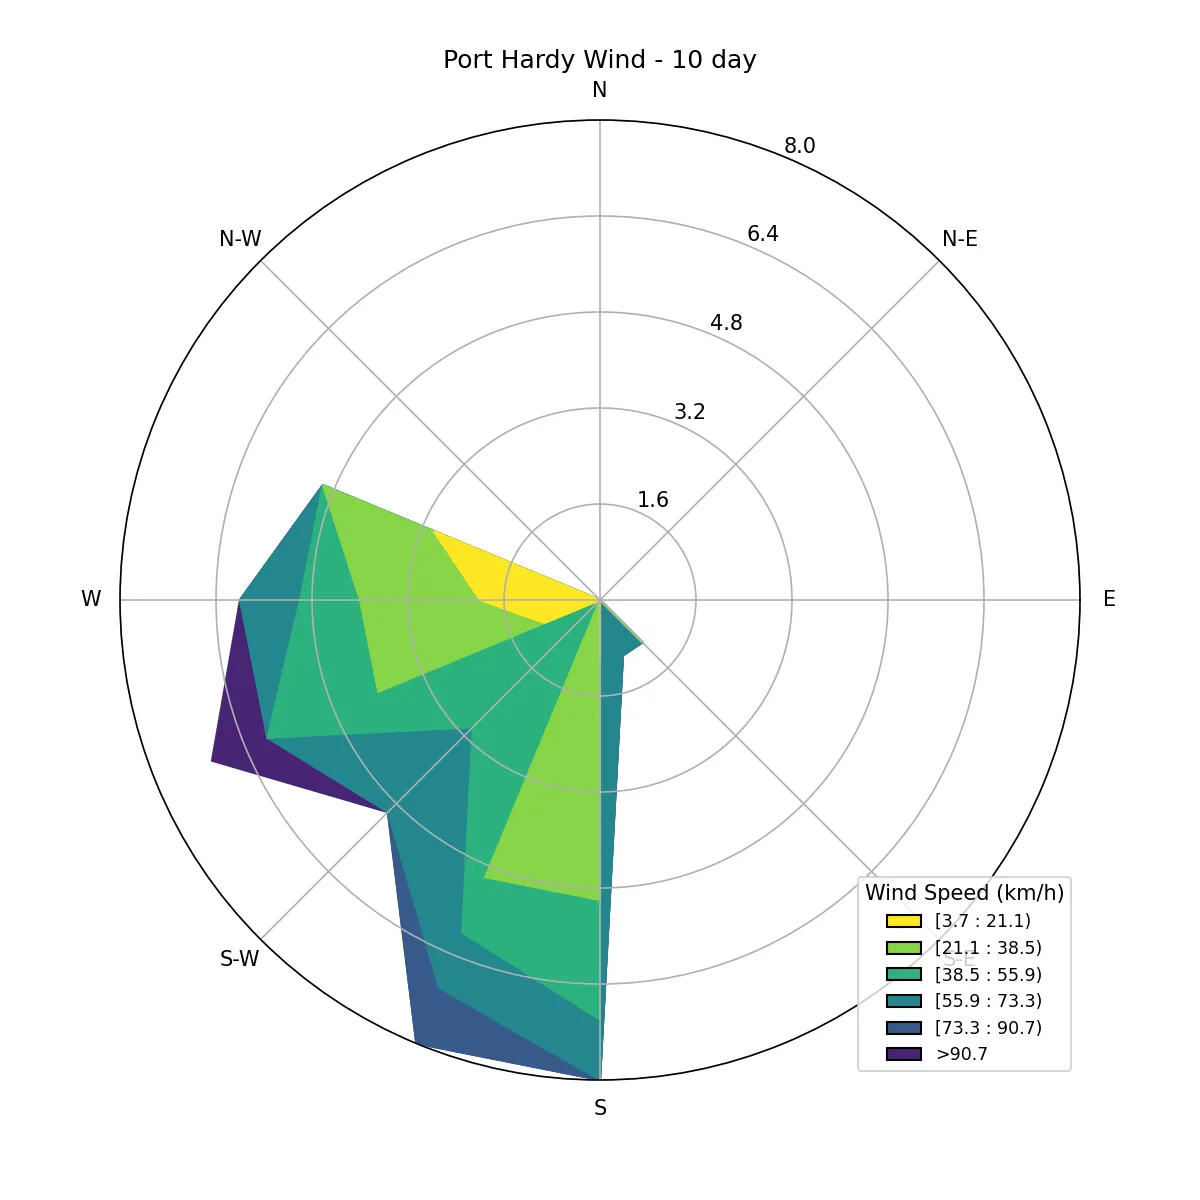 Port Hardy Wind - 10 day
N
8.0
N-W
6.4
N-E
4.8
3.2
1.6
W
E
Wind Speed (km/h)
[3.7 : 21.1)
[21.1 : 38.5)
S-W
S-E
[38.5 : 55.9)
[55.9 : 73.3)
[73.3 : 90.7)
>90.7
S